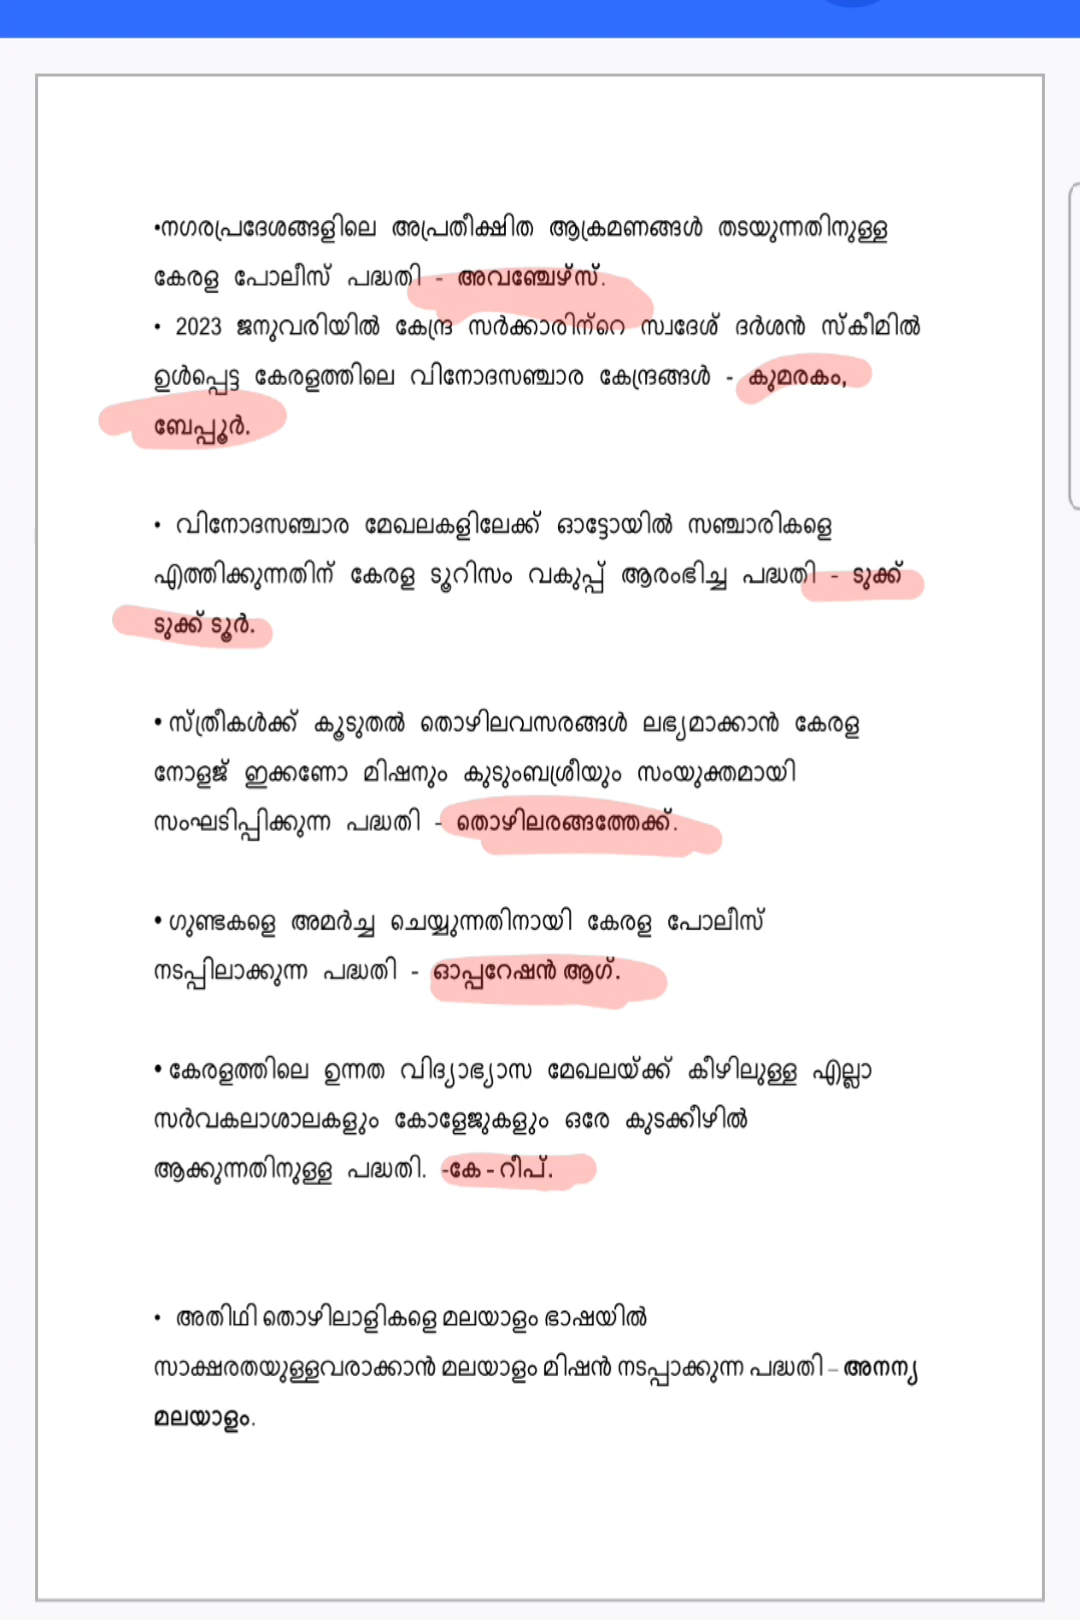 •നഗരപ്രദേശങ്ങളിലെ അപ്രതീക്ഷിത ആക്രമണങ്ങൾ തടയുന്നതിനുള്ള
കേരള പോലീസ് പദ്ധതി - അവഞ്ചേഴ്സ്.
• 2023 ജനുവരിയിൽ കേന്ദ്ര സർക്കാരിന്റെ സ്വദേശ് ദർശൻ സ്കീമിൽ
ഉൾപ്പെട്ട കേരളത്തിലെ വിനോദസഞ്ചാര കേന്ദ്രങ്ങൾ - കുമരകം,
ബേപ്പൂർ.
• വിനോദസഞ്ചാര മേഖലകളിലേക്ക് ഓട്ടോയിൽ സഞ്ചാരികളെ
എത്തിക്കുന്നതിന് കേരള ടൂറിസം വകുപ്പ് ആരംഭിച്ച പദ്ധതി - ടുക്ക്
ടുക്ക് ടൂർ.
• സ്ത്രീകൾക്ക് കൂടുതൽ തൊഴിലവസരങ്ങൾ ലഭ്യമാക്കാൻ കേരള
നോളജ് ഇക്കണോ മിഷനും കുടുംബശ്രീയും സംയുക്തമായി
സംഘടിപ്പിക്കുന്ന പദ്ധതി - തൊഴിലരങ്ങത്തേക്ക്.
• ഗുണ്ടകളെ അമർച്ച ചെയ്യുന്നതിനായി കേരള പോലീസ്
നടപ്പിലാക്കുന്ന പദ്ധതി - ഓപ്പറേഷൻ ആഗ്.
• കേരളത്തിലെ ഉന്നത വിദ്യാഭ്യാസ മേഖലയ്ക്ക് കീഴിലുള്ള എല്ലാ
സർവകലാശാലകളും കോളേജുകളും ഒരേ കുടക്കീഴിൽ
ആക്കുന്നതിനുള്ള പദ്ധതി. -കേ - റീപ്.
• അതിഥി തൊഴിലാളികളെ മലയാളം ഭാഷയിൽ
സാക്ഷരതയുള്ളവരാക്കാൻ മലയാളം മിഷൻ നടപ്പാക്കുന്ന പദ്ധതി – അനന്യ
മലയാളം.